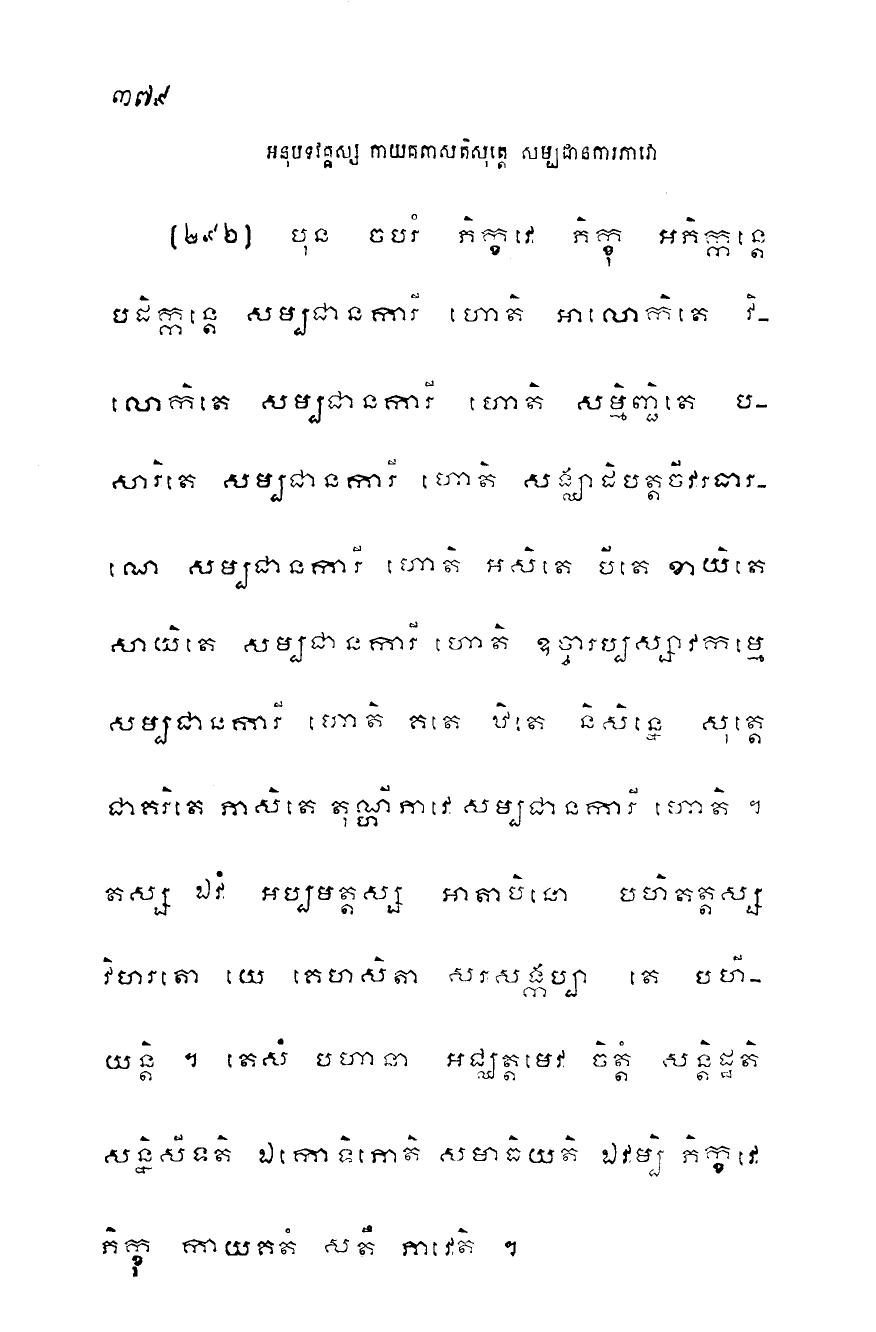 ៣៧៩
អនុបទវគ្គស្ស កាយគតាសតិសុត្តេ សម្បជានការភាវោ
(២៩៦) បុន ចបរំ ភិក្ខវេ ភិក្ខុ អភិក្កន្តេ
បដិក្កន្តេ សម្បជានការី ហោតិ អាលោកិតេ វិ-
លោកិតេ សម្បជានការី ហោតិ សម្មិញ្ជិតេ ប-
សារិតេ សម្បជានការី ហោតិ សង្ឃាដិបត្តចីវរធារ-
ណេ សម្បជានការី ហោតិ អសិតេ បីតេ ខាយិតេ
សាយិតេ សម្បជានការី ហោតិ ឧច្ចារប្បស្សាវកម្មេ
សម្បជានការី ហោតិ គតេ ឋិតេ និសិន្នេ សុត្តេ
ជាគរិតេ ភាសិតេ តុណ្ហីភាវេ សម្បជានការី ហោតិ ។
តស្ស ឯវំ អប្បមត្តស្ស អាតាបិនោ បហិតត្តស្ស
វិហរតោ យេ គេហសិតា សរសង្កប្បា តេ បហី-
យន្តិ ។ តេសំ បហានា អជ្ឈត្តមេវ ចិត្តំ សន្តិដ្ឋតិ
សន្និសីទតិ ឯកោទិភោតិ សមាធិយតិ ឯវម្បិ ភិក្ខវេ
ភិក្ខុ កាយគតំ សតឹ ភាវេតិ ។